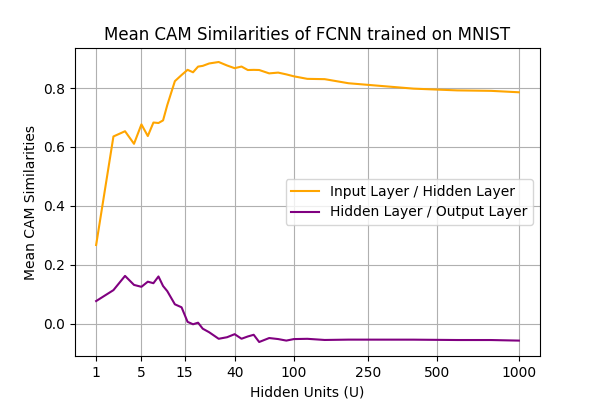 Mean CAM Similarities of FCNN trained on MNIST
Mean CAM Similarities
0.8
0.6
0.4
0.2
0.0
Input Layer / Hidden Layer
Hidden Layer / Output Layer
1 5 15 40 100 250 500 1000
Hidden Units (U)